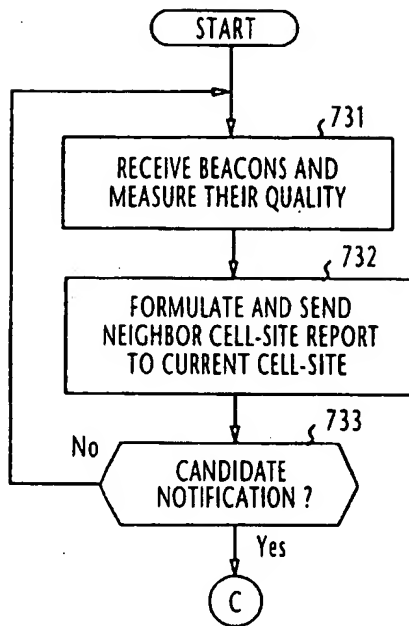 START
731
RECEIVE BEACONS AND
MEASURE THEIR QUALITY
732
FORMULATE AND SEND
NEIGHBOR CELL-SITE REPORT
TO CURRENT CELL-SITE
733
No
CANDIDATE
NOTIFICATION ?
Yes
C